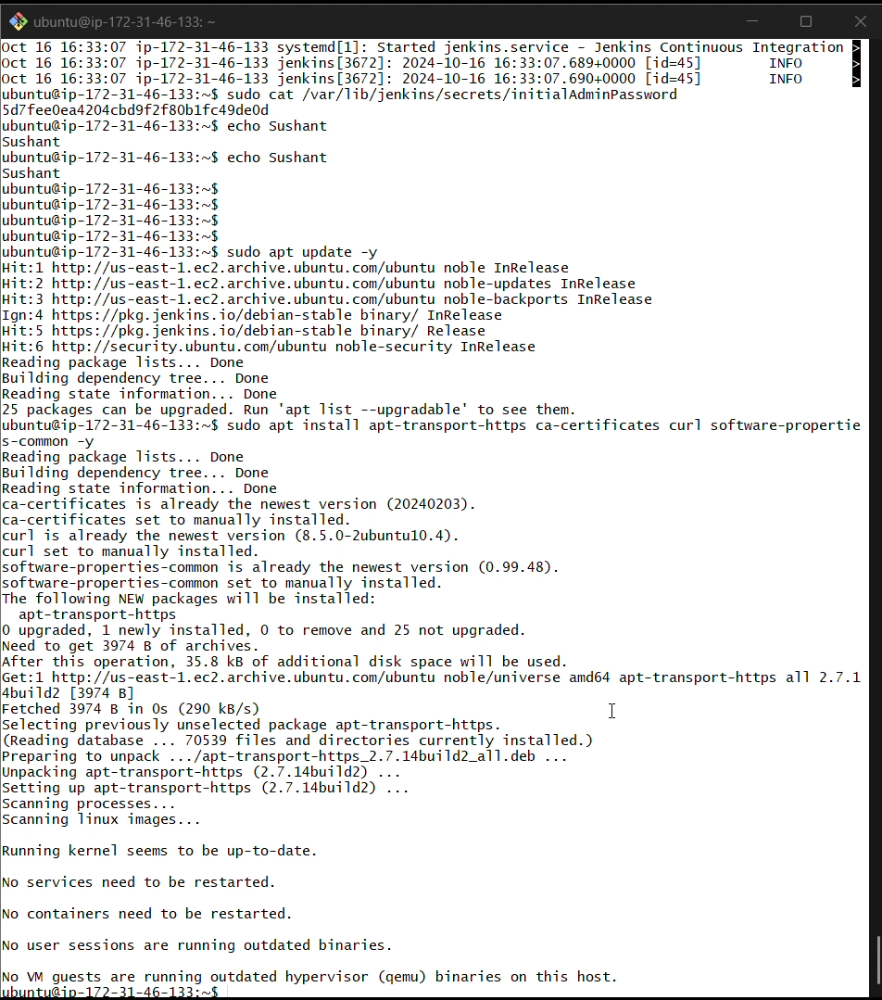 ubuntu@ip-172-31-46-133: ~
Oct 16 16:33:07 ip-172-31-46-133 systemd[1]: Started jenkins.service - Jenkins Continuous Integration >
Oct 16 16:33:07 ip-172-31-46-133 jenkins[3672]: 2024-10-16 16:33:07.689+0000 [id=45]        INFO      >
Oct 16 16:33:07 ip-172-31-46-133 jenkins[3672]: 2024-10-16 16:33:07.690+0000 [id=45]        INFO      >
ubuntu@ip-172-31-46-133:~$ sudo cat /var/lib/jenkins/secrets/initialAdminPassword
5d7fee0ea4204cbd9f2f80b1fc49de0d
ubuntu@ip-172-31-46-133:~$ echo Sushant
Sushant
ubuntu@ip-172-31-46-133:~$ echo Sushant
Sushant
ubuntu@ip-172-31-46-133:~$
ubuntu@ip-172-31-46-133:~$
ubuntu@ip-172-31-46-133:~$
ubuntu@ip-172-31-46-133:~$
ubuntu@ip-172-31-46-133:~$ sudo apt update -y
Hit:1 http://us-east-1.ec2.archive.ubuntu.com/ubuntu noble InRelease
Hit:2 http://us-east-1.ec2.archive.ubuntu.com/ubuntu noble-updates InRelease
Hit:3 http://us-east-1.ec2.archive.ubuntu.com/ubuntu noble-backports InRelease
Ign:4 https://pkg.jenkins.io/debian-stable binary/ InRelease
Hit:5 https://pkg.jenkins.io/debian-stable binary/ Release
Hit:6 http://security.ubuntu.com/ubuntu noble-security InRelease
Reading package lists... Done
Building dependency tree... Done
Reading state information... Done
25 packages can be upgraded. Run 'apt list --upgradable' to see them.
ubuntu@ip-172-31-46-133:~$ sudo apt install apt-transport-https ca-certificates curl software-propertie
s-common -y
Reading package lists... Done
Building dependency tree... Done
Reading state information... Done
ca-certificates is already the newest version (20240203).
ca-certificates set to manually installed.
curl is already the newest version (8.5.0-2ubuntu10.4).
curl set to manually installed.
software-properties-common is already the newest version (0.99.48).
software-properties-common set to manually installed.
The following NEW packages will be installed:
  apt-transport-https
0 upgraded, 1 newly installed, 0 to remove and 25 not upgraded.
Need to get 3974 B of archives.
After this operation, 35.8 kB of additional disk space will be used.
Get:1 http://us-east-1.ec2.archive.ubuntu.com/ubuntu noble/universe amd64 apt-transport-https all 2.7.1
4build2 [3974 B]
Fetched 3974 B in 0s (290 kB/s)
Selecting previously unselected package apt-transport-https.
(Reading database ... 70539 files and directories currently installed.)
Preparing to unpack .../apt-transport-https_2.7.14build2_all.deb ...
Unpacking apt-transport-https (2.7.14build2) ...
Setting up apt-transport-https (2.7.14build2) ...
Scanning processes...
Scanning linux images...
Running kernel seems to be up-to-date.
No services need to be restarted.
No containers need to be restarted.
No user sessions are running outdated binaries.
No VM guests are running outdated hypervisor (qemu) binaries on this host.
ubuntu@ip-172-31-46-133:~$